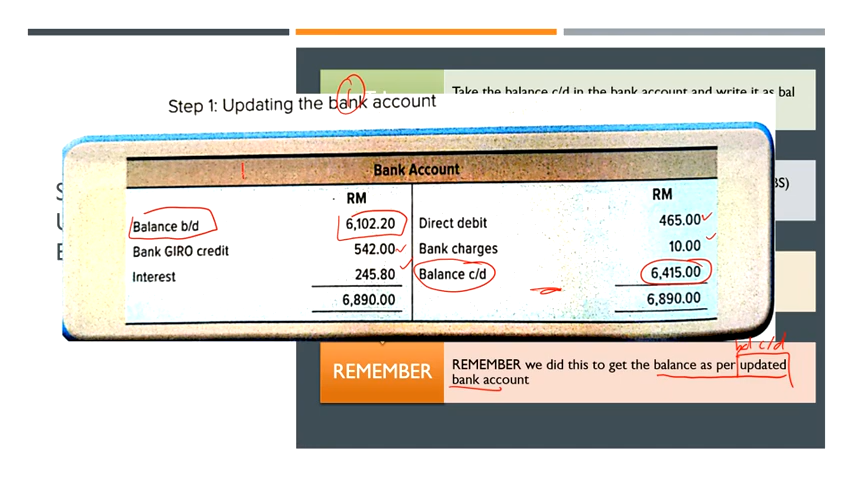 Take the balance c/d in the bank account and write it as bal
Step 1: Updating the bank account
BS)
Bank Account
RM RM
Balance b/d 6,102.20 Direct debit 465.00
Bank GIRO credit 542.00 Bank charges 10.00
Interest 245.80 Balance c/d 6,415.00
6,890.00 6,890.00
bal c/d
REMEMBER
REMEMBER we did this to get the balance as per updated
bank account